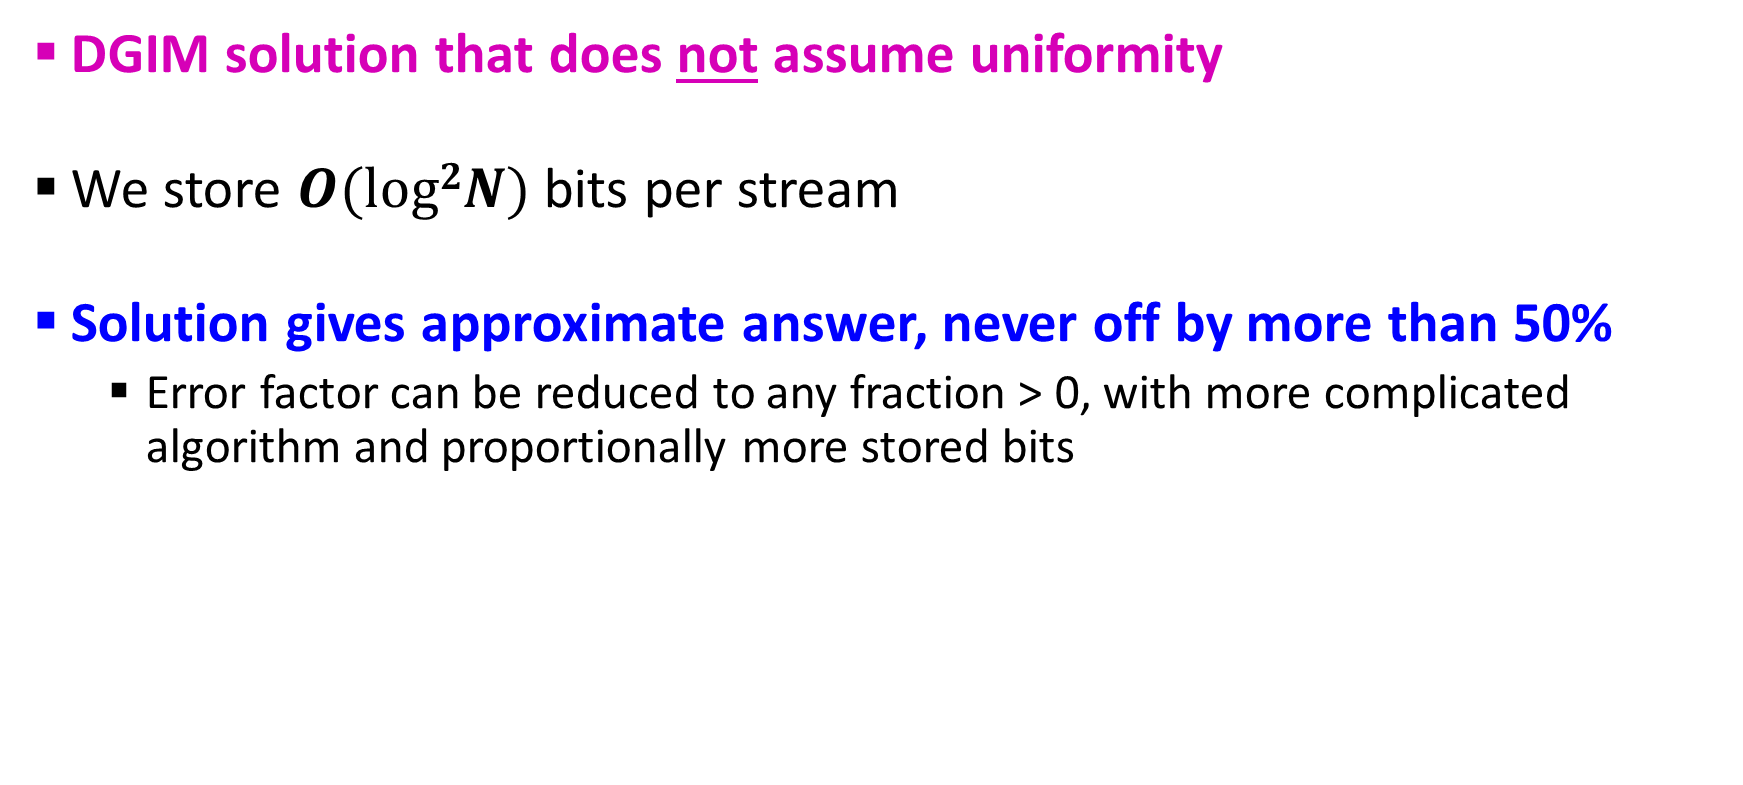 ▪ DGIM solution that does not assume uniformity
▪ We store O(log²N) bits per stream
▪ Solution gives approximate answer, never off by more than 50%
▪ Error factor can be reduced to any fraction > 0, with more complicated
algorithm and proportionally more stored bits